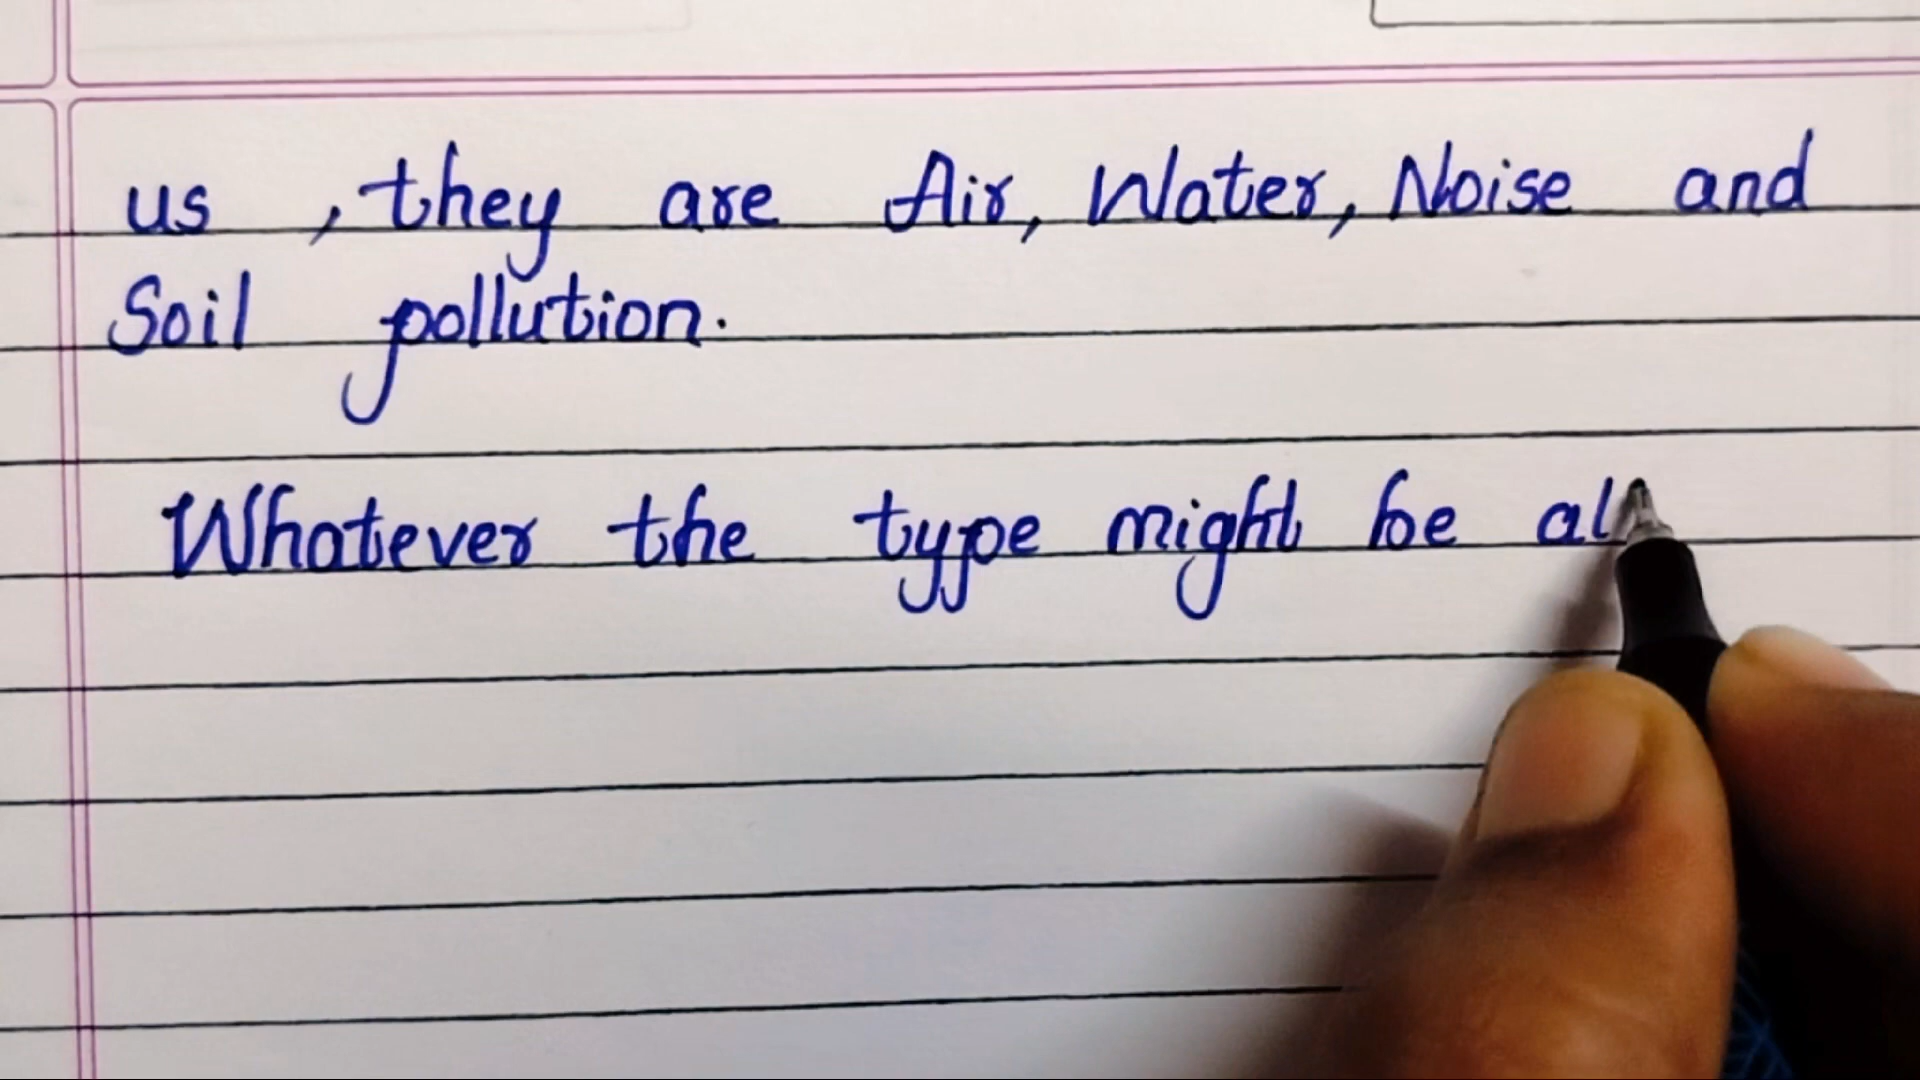 us , they are Air, Water, Noise and
Soil pollution.
Whatever the type might be al